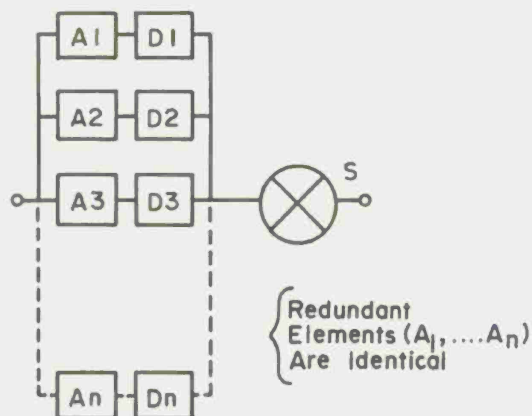 A1 D1
A2 D2
S
A3 D3
Redundant
Elements (A1, ....An)
Are Identical
An Dn